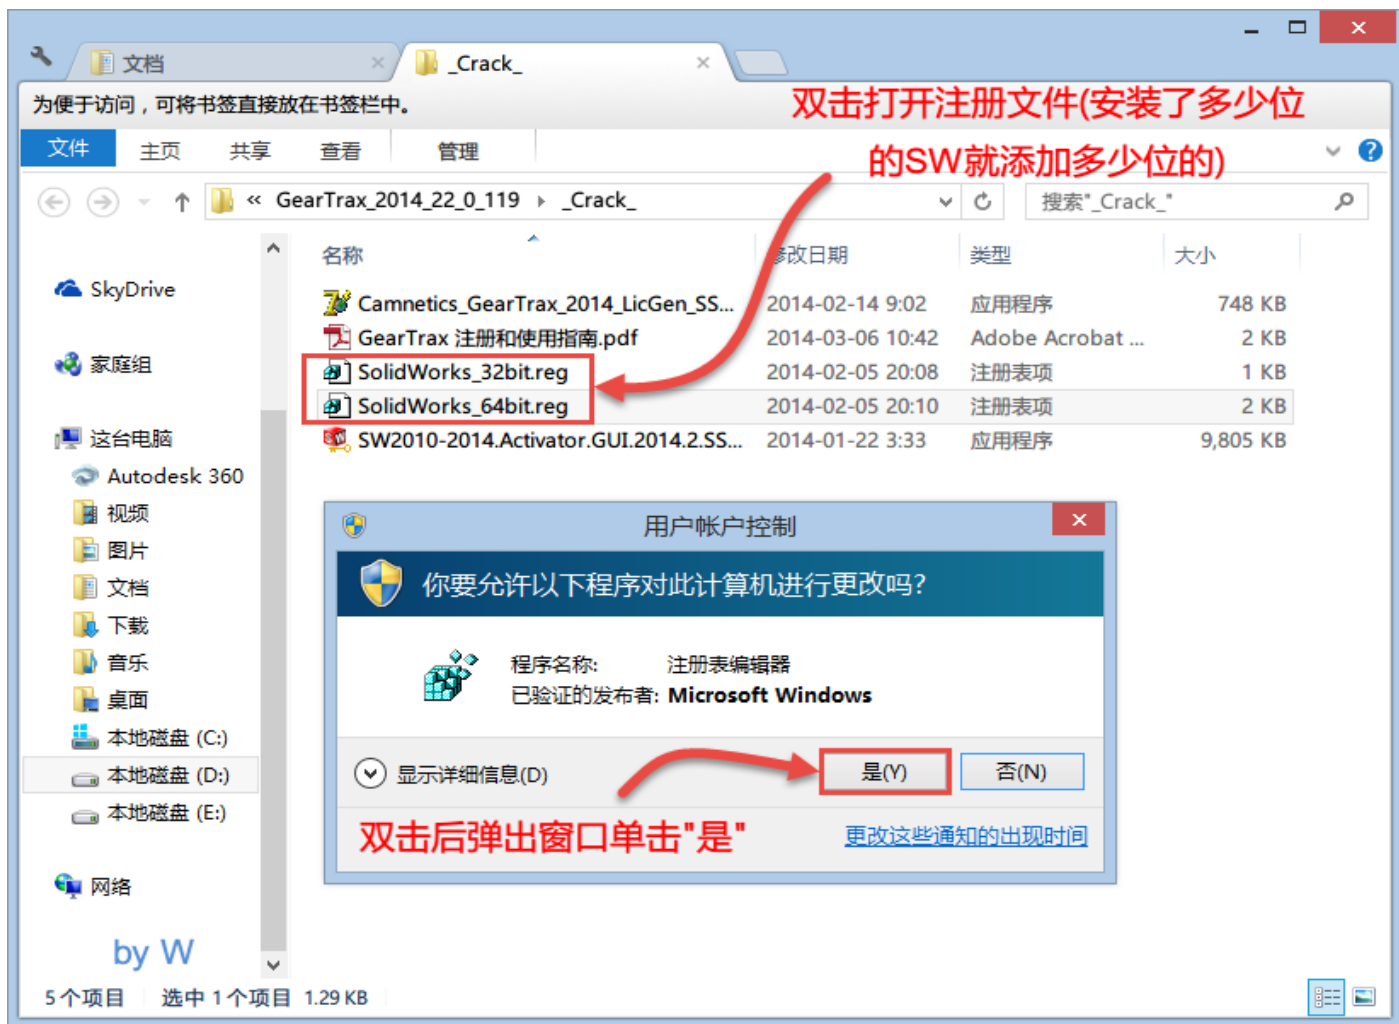 文档
_Crack_
为便于访问，可将书签直接放在书签栏中。
双击打开注册文件(安装了多少位
的SW就添加多少位的)
文件 主页 共享 查看 管理
« GearTrax_2014_22_0_119 _Crack_
搜索"_Crack_"
名称 修改日期 类型 大小
Camnetics_GearTrax_2014_LicGen_SS... 2014-02-14 9:02 应用程序 748 KB
GearTrax 注册和使用指南.pdf 2014-03-06 10:42 Adobe Acrobat ... 2 KB
SolidWorks_32bit.reg 2014-02-05 20:08 注册表项 1 KB
SolidWorks_64bit.reg 2014-02-05 20:10 注册表项 2 KB
SW2010-2014.Activator.GUI.2014.2.SS... 2014-01-22 3:33 应用程序 9,805 KB
SkyDrive
家庭组
这台电脑
Autodesk 360
视频
图片
文档
下载
音乐
桌面
本地磁盘 (C:)
本地磁盘 (D:)
本地磁盘 (E:)
网络
用户帐户控制
你要允许以下程序对此计算机进行更改吗?
程序名称: 注册表编辑器
已验证的发布者: Microsoft Windows
显示详细信息(D)
是(Y)
否(N)
双击后弹出窗口单击"是"
更改这些通知的出现时间
by W
5 个项目 选中 1 个项目 1.29 KB